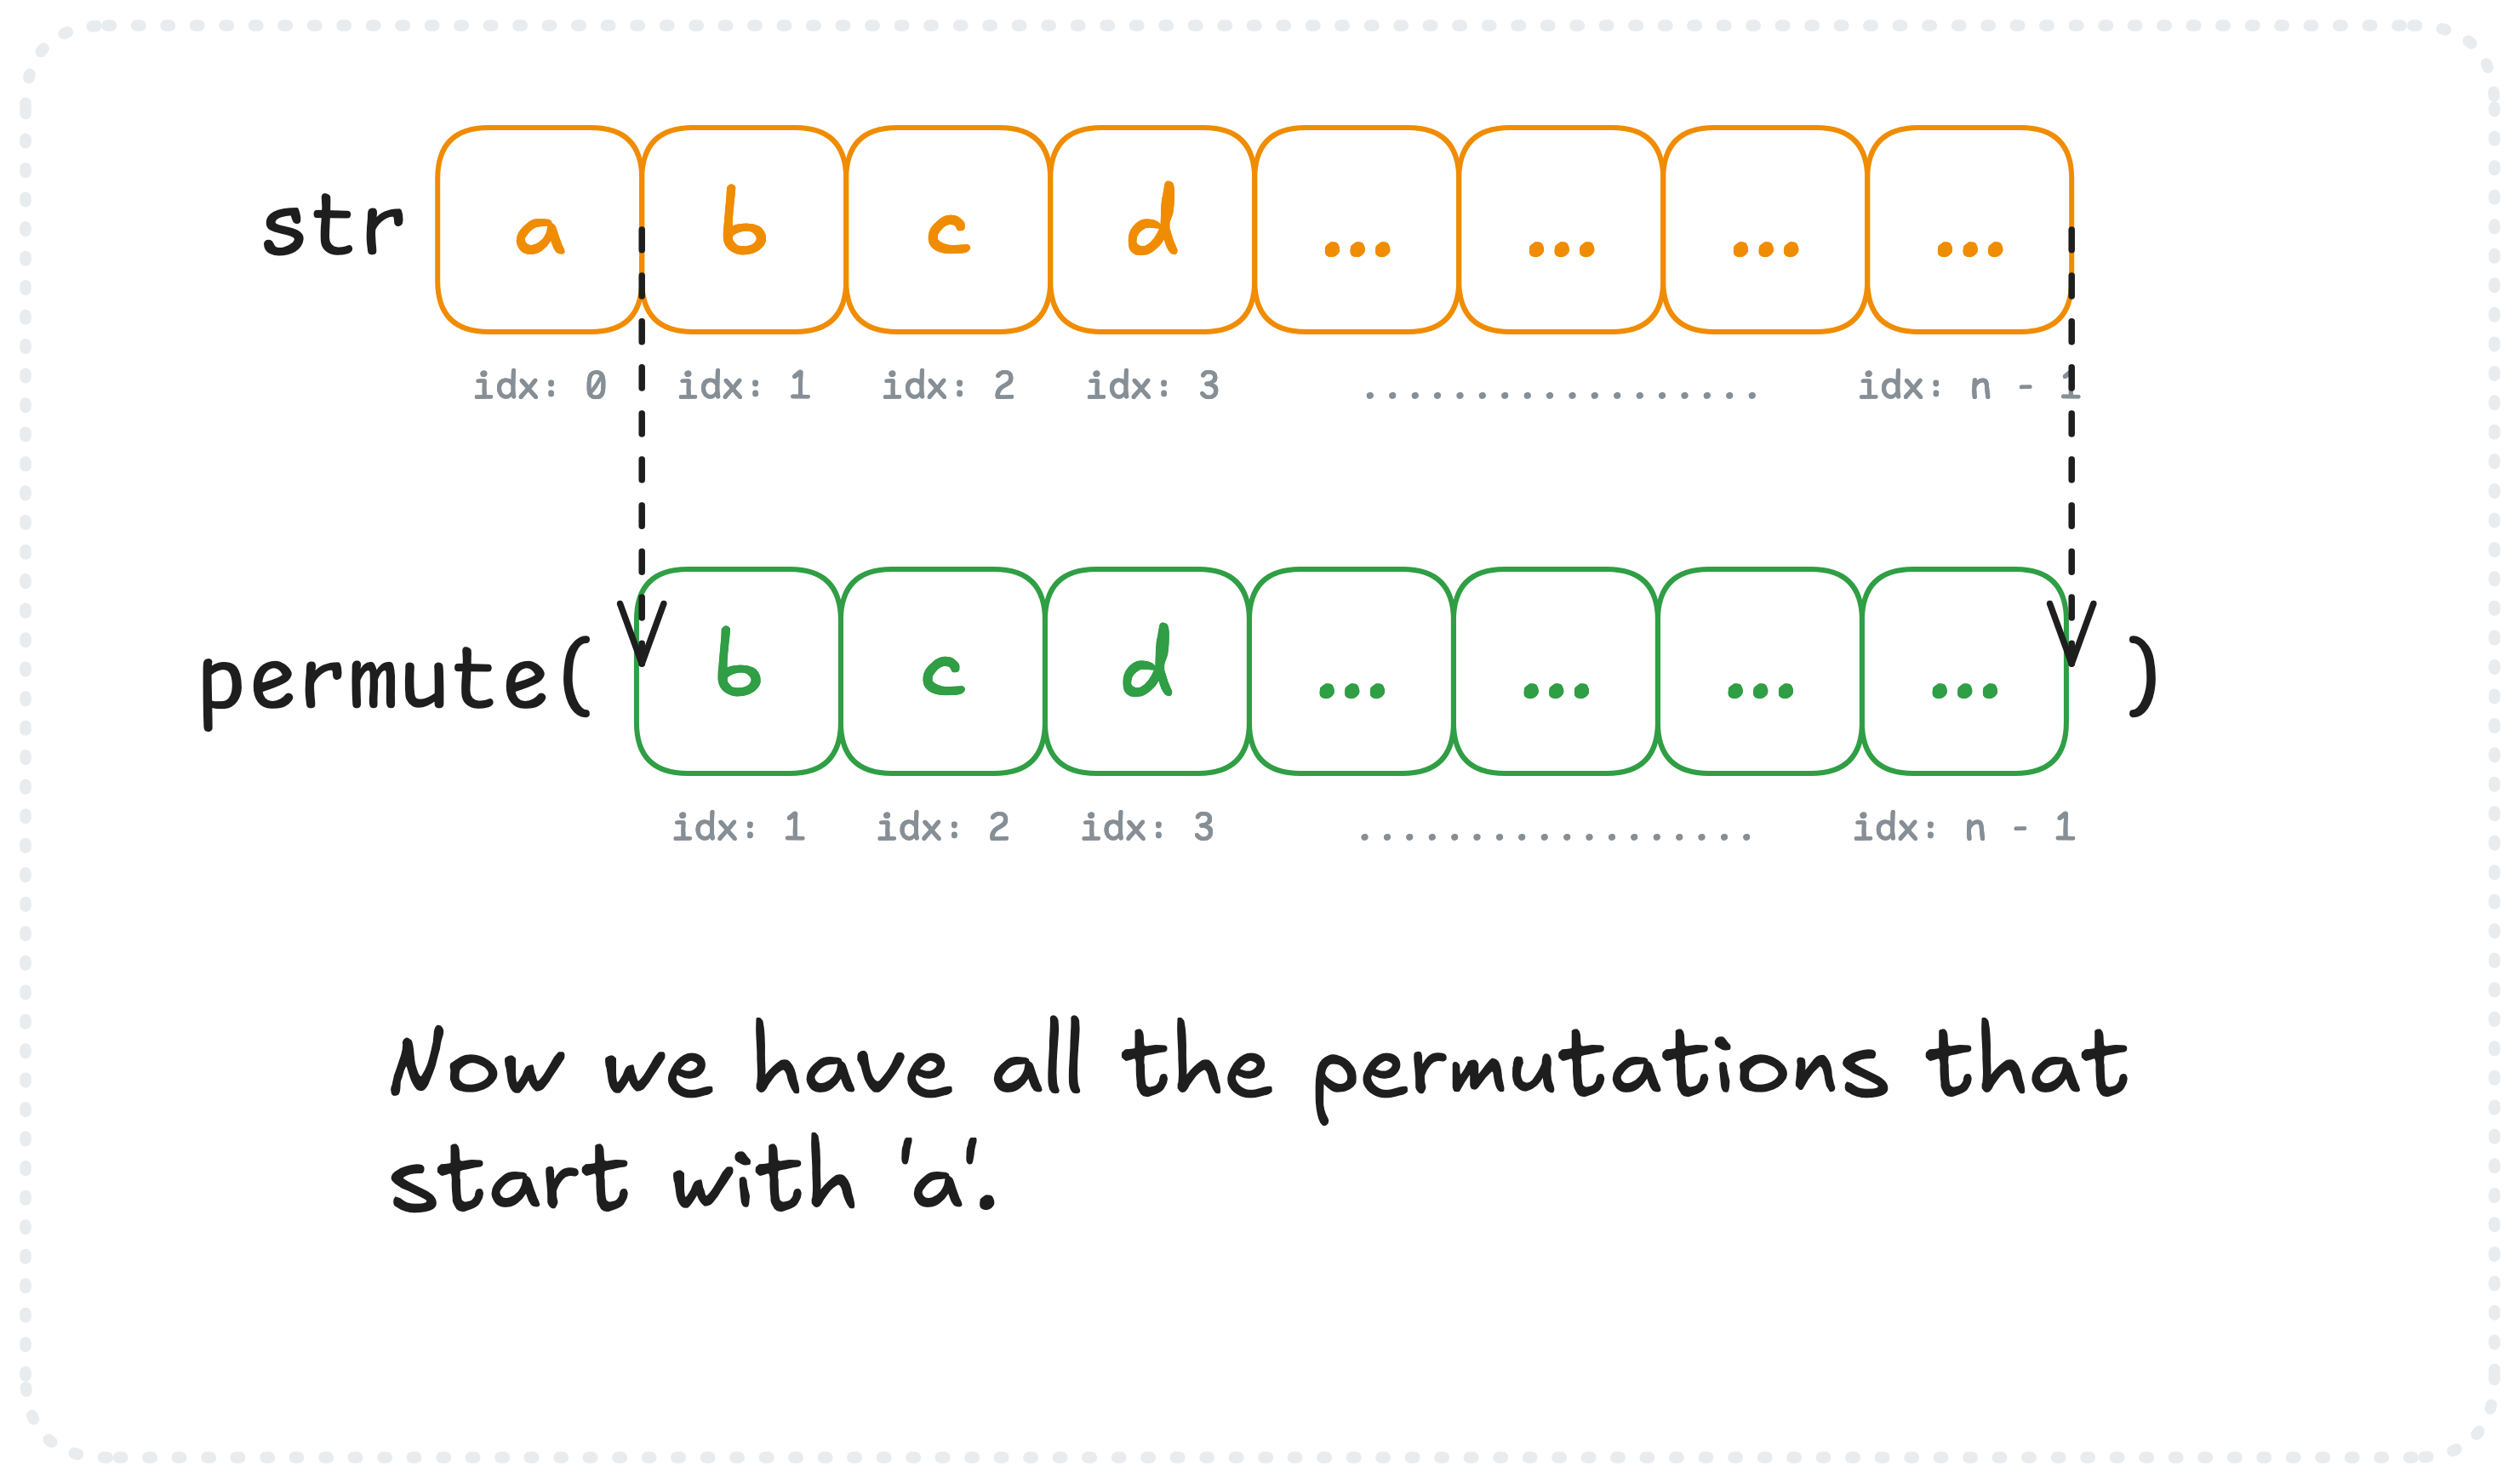 str a b c d ... ... ... ...
idx: 0 idx: 1 idx: 2 idx: 3 .................. idx: n - 1
permute( b c d ... ... ... ... )
idx: 1 idx: 2 idx: 3 .................. idx: n - 1
Now we have all the permutations that
start with 'a'.